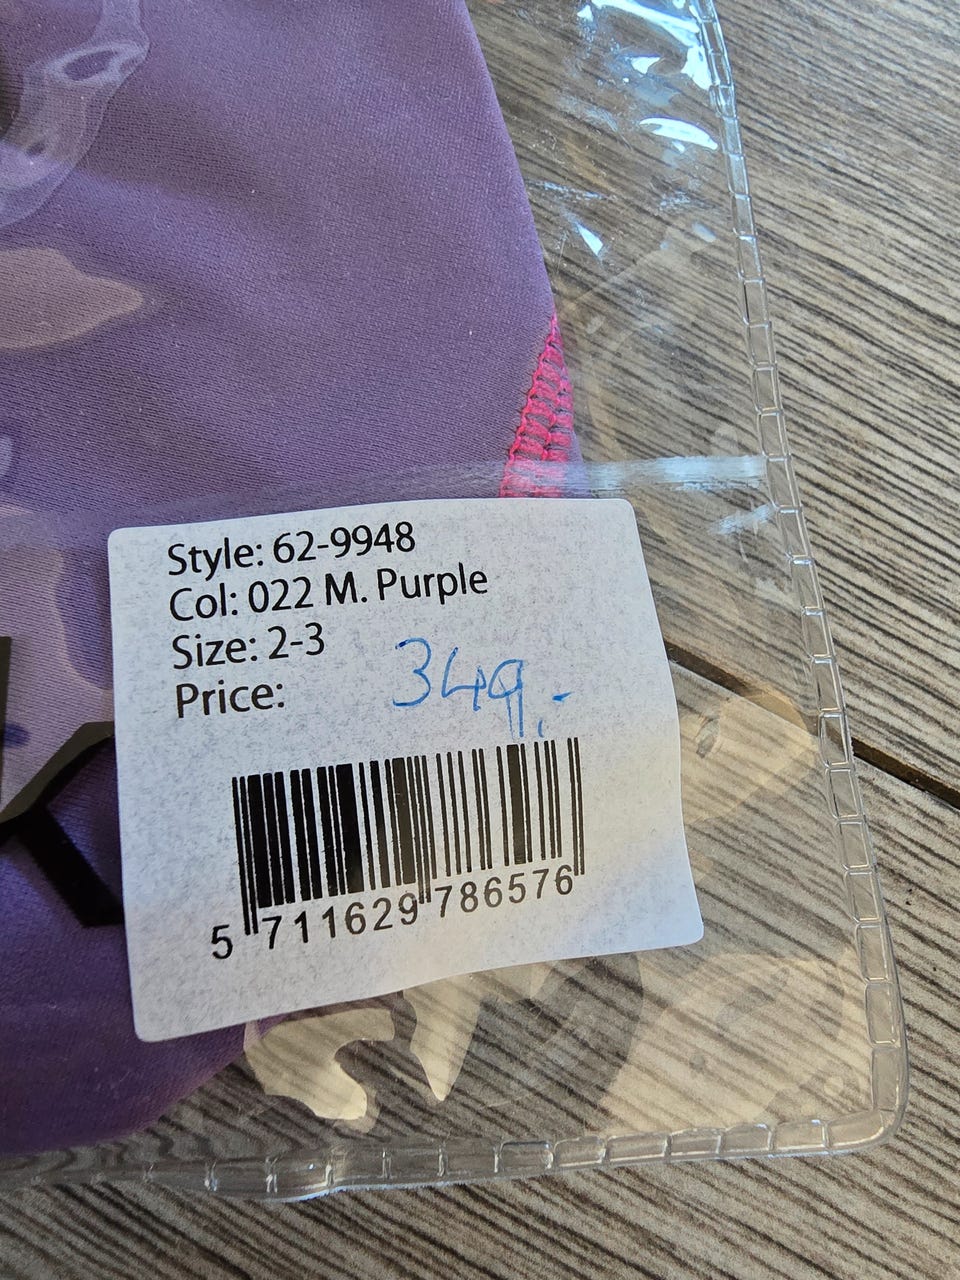 Style: 62-9948
Col: 022 M. Purple
Size: 2-3
Price: 349.-
5 711629 786576